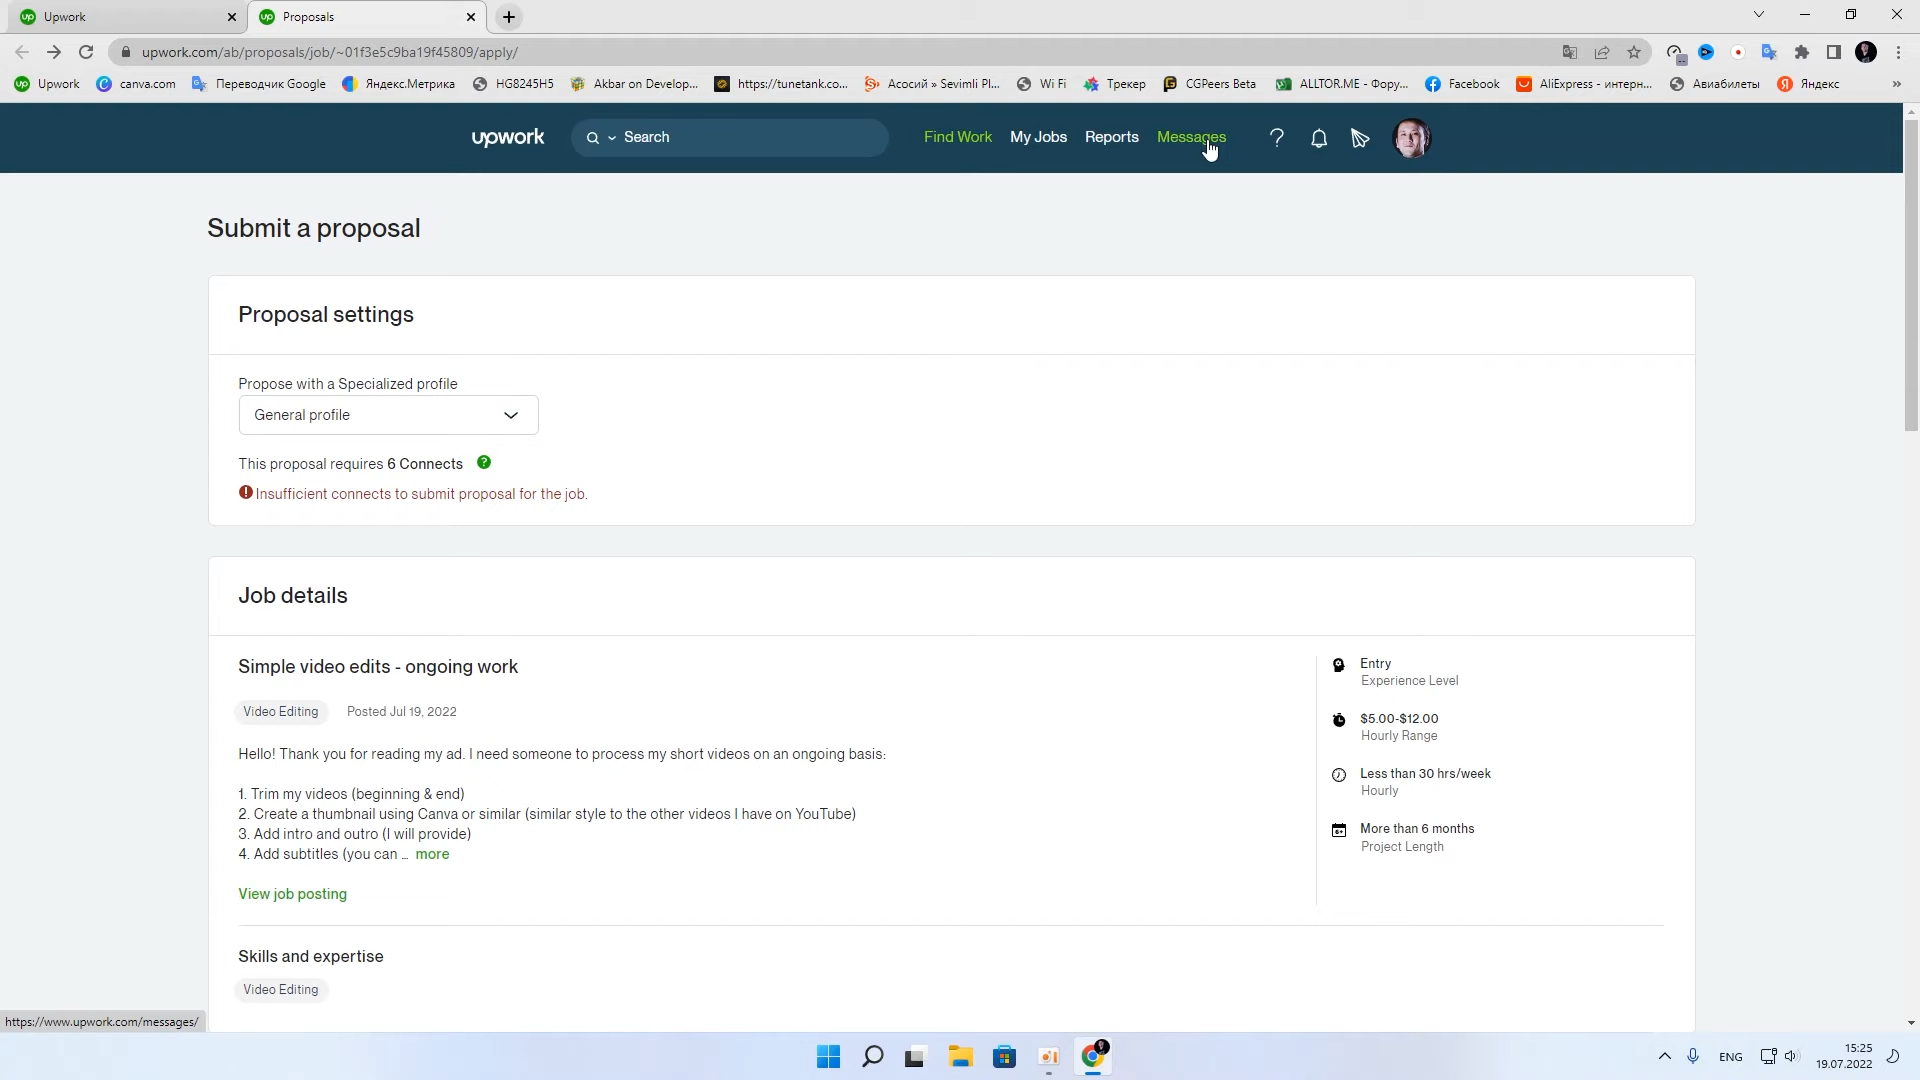 Upwork
Proposals
upwork.com/ab/proposals/job/~01f3e5c9ba19f45809/apply/
Upwork
canva.com
Переводчик Google
Яндекс.Метрика
HG8245H5
Akbar on Develop...
https://tunetank.co...
Асосий » Sevimli Pl...
Wi Fi
Трекер
CGPeers Beta
ALLTOR.ME - Фору...
Facebook
AliExpress - интерн...
Авиабилеты
Яндекс
»
upwork
Search
Find Work
My Jobs
Reports
Messages
?
Submit a proposal
Proposal settings
Propose with a Specialized profile
General profile
This proposal requires 6 Connects
Insufficient connects to submit proposal for the job.
Job details
Simple video edits - ongoing work
Video Editing
Posted Jul 19, 2022
Hello! Thank you for reading my ad. I need someone to process my short videos on an ongoing basis:
1. Trim my videos (beginning & end)
2. Create a thumbnail using Canva or similar (similar style to the other videos I have on YouTube)
3. Add intro and outro (I will provide)
4. Add subtitles (you can ... more
View job posting
Entry
Experience Level
$5.00-$12.00
Hourly Range
Less than 30 hrs/week
Hourly
More than 6 months
Project Length
Skills and expertise
Video Editing
https://www.upwork.com/messages/
ENG
15:25
19.07.2022